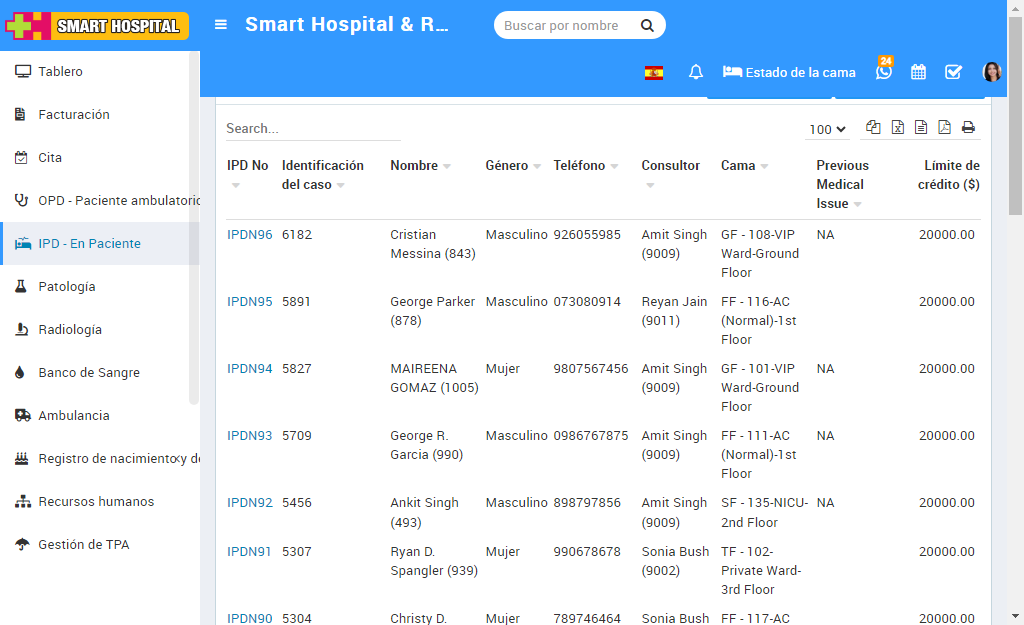 SMART HOSPITAL
Smart Hospital & R...
Buscar por nombre
Estado de la cama
24
Tablero
Facturación
Cita
OPD - Paciente ambulatorio
IPD - En Paciente
Patología
Radiología
Banco de Sangre
Ambulancia
Registro de nacimiento y de
Recursos humanos
Gestión de TPA
Search...
100
IPD No Identificación del caso Nombre Género Teléfono Consultor Cama Previous Medical Issue Límite de crédito ($)
IPDN96 6182 Cristian Messina (843) Masculino 926055985 Amit Singh (9009) GF - 108-VIP Ward-Ground Floor NA 20000.00
IPDN95 5891 George Parker (878) Masculino 073080914 Reyan Jain (9011) FF - 116-AC (Normal)-1st Floor NA 20000.00
IPDN94 5827 MAIREENA GOMAZ (1005) Mujer 9807567456 Amit Singh (9009) GF - 101-VIP Ward-Ground Floor NA 20000.00
IPDN93 5709 George R. Garcia (990) Masculino 0986767875 Amit Singh (9009) FF - 111-AC (Normal)-1st Floor NA 20000.00
IPDN92 5456 Ankit Singh (493) Masculino 898797856 Amit Singh (9009) SF - 135-NICU-2nd Floor NA 20000.00
IPDN91 5307 Ryan D. Spangler (939) Mujer 990678678 Sonia Bush (9002) TF - 102-Private Ward-3rd Floor 20000.00
IPDN90 5304 Christy D. Mujer 789746464 Sonia Bush FF - 117-AC 20000.00